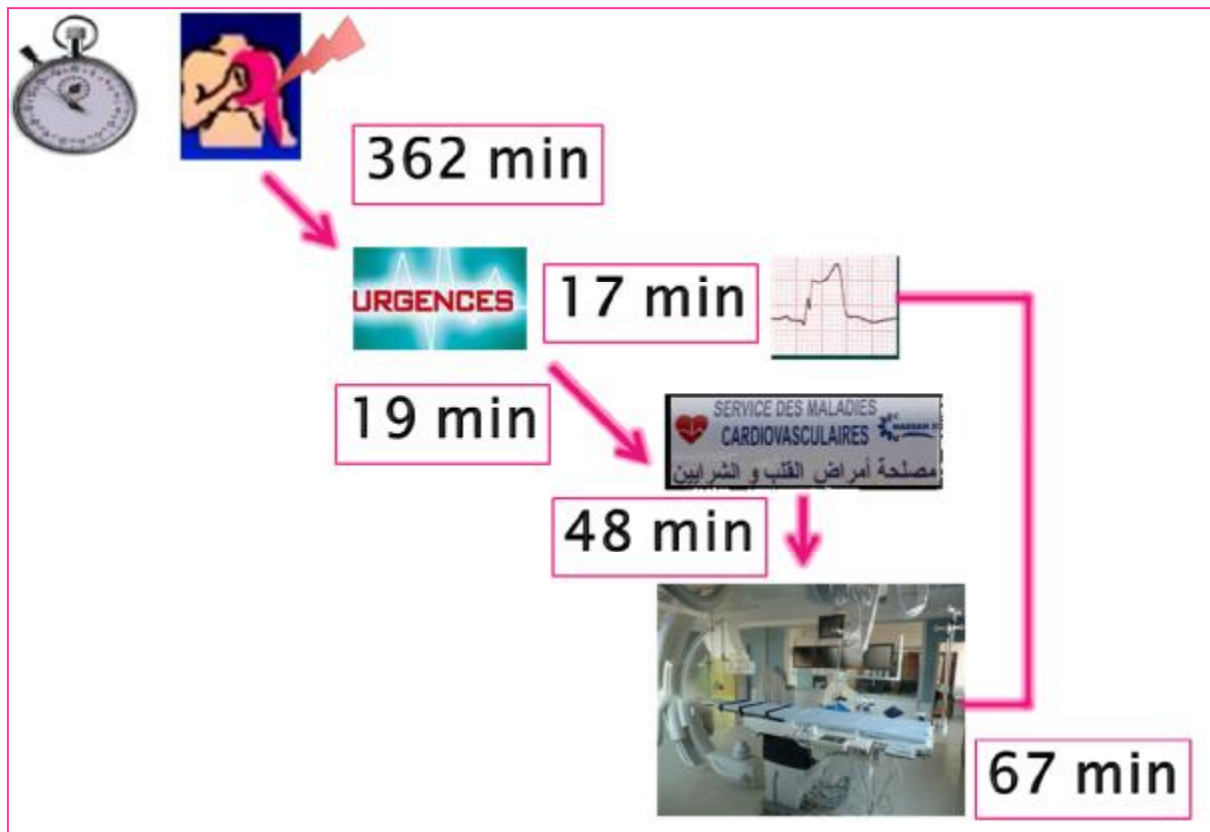 362 min
URGENCES
17 min
19 min
SERVICE DES MALADIES
CARDIOVASCULAIRES
مصلحة أمراض القلب و الشرايين
48 min
67 min